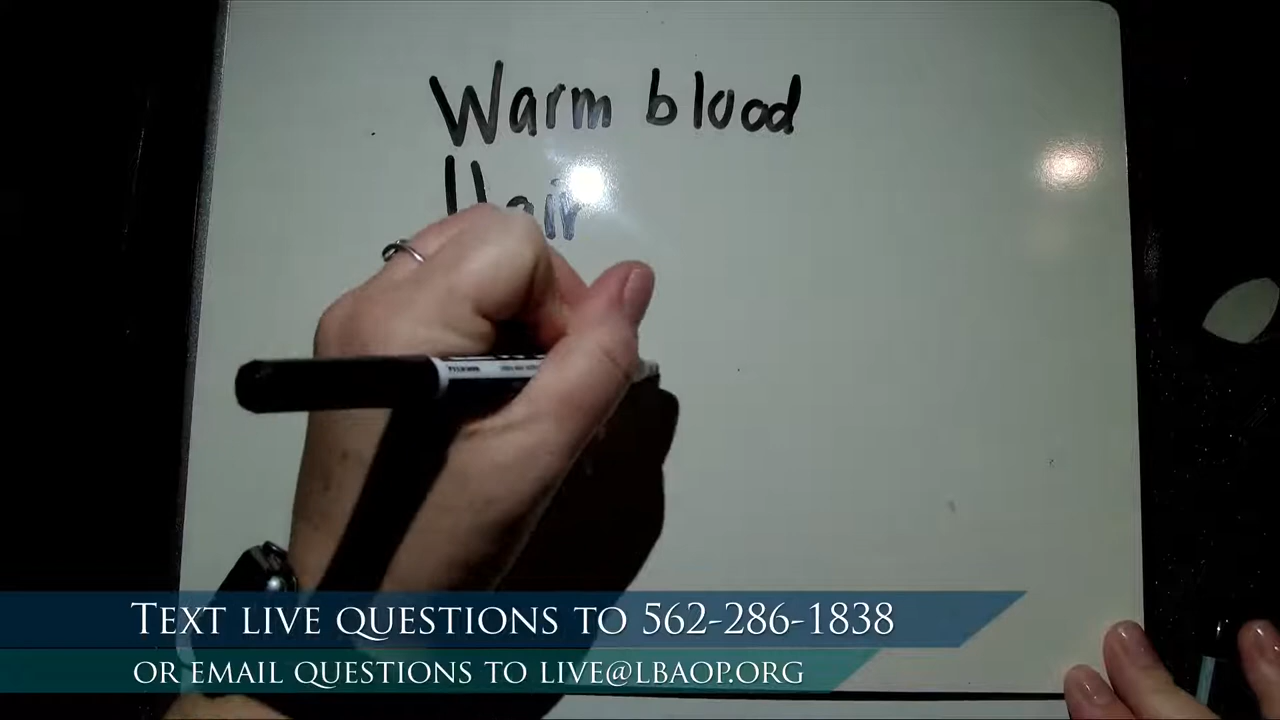 Warm blood
Hair
TEXT LIVE QUESTIONS TO 562-286-1838
OR EMAIL QUESTIONS TO LIVE@LBAOP.ORG